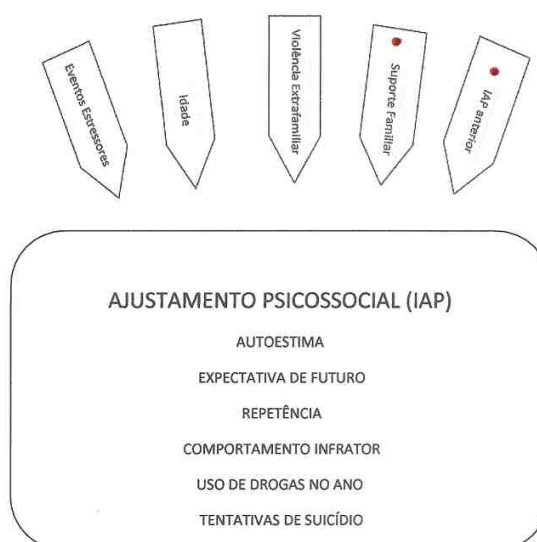 Eventos Estressores
Idade
Violência Extrafamiliar
Suporte Familiar
IAP anterior
AJUSTAMENTO PSICOSSOCIAL (IAP)
AUTOESTIMA
EXPECTATIVA DE FUTURO
REPETÊNCIA
COMPORTAMENTO INFRATOR
USO DE DROGAS NO ANO
TENTATIVAS DE SUICÍDIO